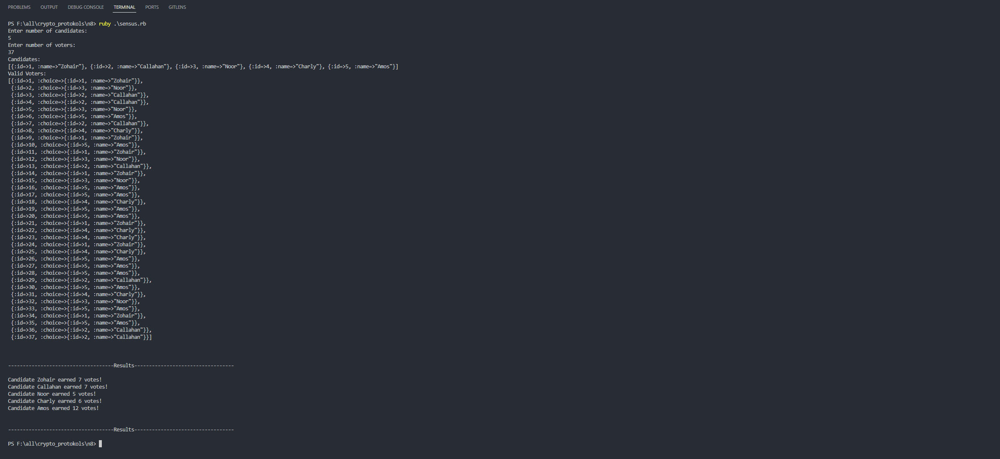 PROBLEMS OUTPUT DEBUG CONSOLE TERMINAL PORTS GITLENS
PS F:\all\crypto_protokols\n8> ruby .\sensus.rb
Enter number of candidates:
5
Enter number of voters:
37
Candidates:
[{:id=>1, :name=>"Zohair"}, {:id=>2, :name=>"Callahan"}, {:id=>3, :name=>"Noor"}, {:id=>4, :name=>"Charly"}, {:id=>5, :name=>"Amos"}]
Valid Voters:
[{:id=>1, :choice=>{:id=>1, :name=>"Zohair"}},
{:id=>2, :choice=>{:id=>3, :name=>"Noor"}},
{:id=>3, :choice=>{:id=>2, :name=>"Callahan"}},
{:id=>4, :choice=>{:id=>2, :name=>"Callahan"}},
{:id=>5, :choice=>{:id=>3, :name=>"Noor"}},
{:id=>6, :choice=>{:id=>5, :name=>"Amos"}},
{:id=>7, :choice=>{:id=>2, :name=>"Callahan"}},
{:id=>8, :choice=>{:id=>4, :name=>"Charly"}},
{:id=>9, :choice=>{:id=>1, :name=>"Zohair"}},
{:id=>10, :choice=>{:id=>5, :name=>"Amos"}},
{:id=>11, :choice=>{:id=>1, :name=>"Zohair"}},
{:id=>12, :choice=>{:id=>3, :name=>"Noor"}},
{:id=>13, :choice=>{:id=>2, :name=>"Callahan"}},
{:id=>14, :choice=>{:id=>1, :name=>"Zohair"}},
{:id=>15, :choice=>{:id=>3, :name=>"Noor"}},
{:id=>16, :choice=>{:id=>5, :name=>"Amos"}},
{:id=>17, :choice=>{:id=>5, :name=>"Amos"}},
{:id=>18, :choice=>{:id=>4, :name=>"Charly"}},
{:id=>19, :choice=>{:id=>5, :name=>"Amos"}},
{:id=>20, :choice=>{:id=>5, :name=>"Amos"}},
{:id=>21, :choice=>{:id=>1, :name=>"Zohair"}},
{:id=>22, :choice=>{:id=>4, :name=>"Charly"}},
{:id=>23, :choice=>{:id=>4, :name=>"Charly"}},
{:id=>24, :choice=>{:id=>1, :name=>"Zohair"}},
{:id=>25, :choice=>{:id=>4, :name=>"Charly"}},
{:id=>26, :choice=>{:id=>5, :name=>"Amos"}},
{:id=>27, :choice=>{:id=>5, :name=>"Amos"}},
{:id=>28, :choice=>{:id=>5, :name=>"Amos"}},
{:id=>29, :choice=>{:id=>2, :name=>"Callahan"}},
{:id=>30, :choice=>{:id=>5, :name=>"Amos"}},
{:id=>31, :choice=>{:id=>4, :name=>"Charly"}},
{:id=>32, :choice=>{:id=>3, :name=>"Noor"}},
{:id=>33, :choice=>{:id=>5, :name=>"Amos"}},
{:id=>34, :choice=>{:id=>1, :name=>"Zohair"}},
{:id=>35, :choice=>{:id=>5, :name=>"Amos"}},
{:id=>36, :choice=>{:id=>2, :name=>"Callahan"}},
{:id=>37, :choice=>{:id=>2, :name=>"Callahan"}}]
------------------------------------Results----------------------------------
Candidate Zohair earned 7 votes!
Candidate Callahan earned 7 votes!
Candidate Noor earned 5 votes!
Candidate Charly earned 6 votes!
Candidate Amos earned 12 votes!
------------------------------------Results----------------------------------
PS F:\all\crypto_protokols\n8>